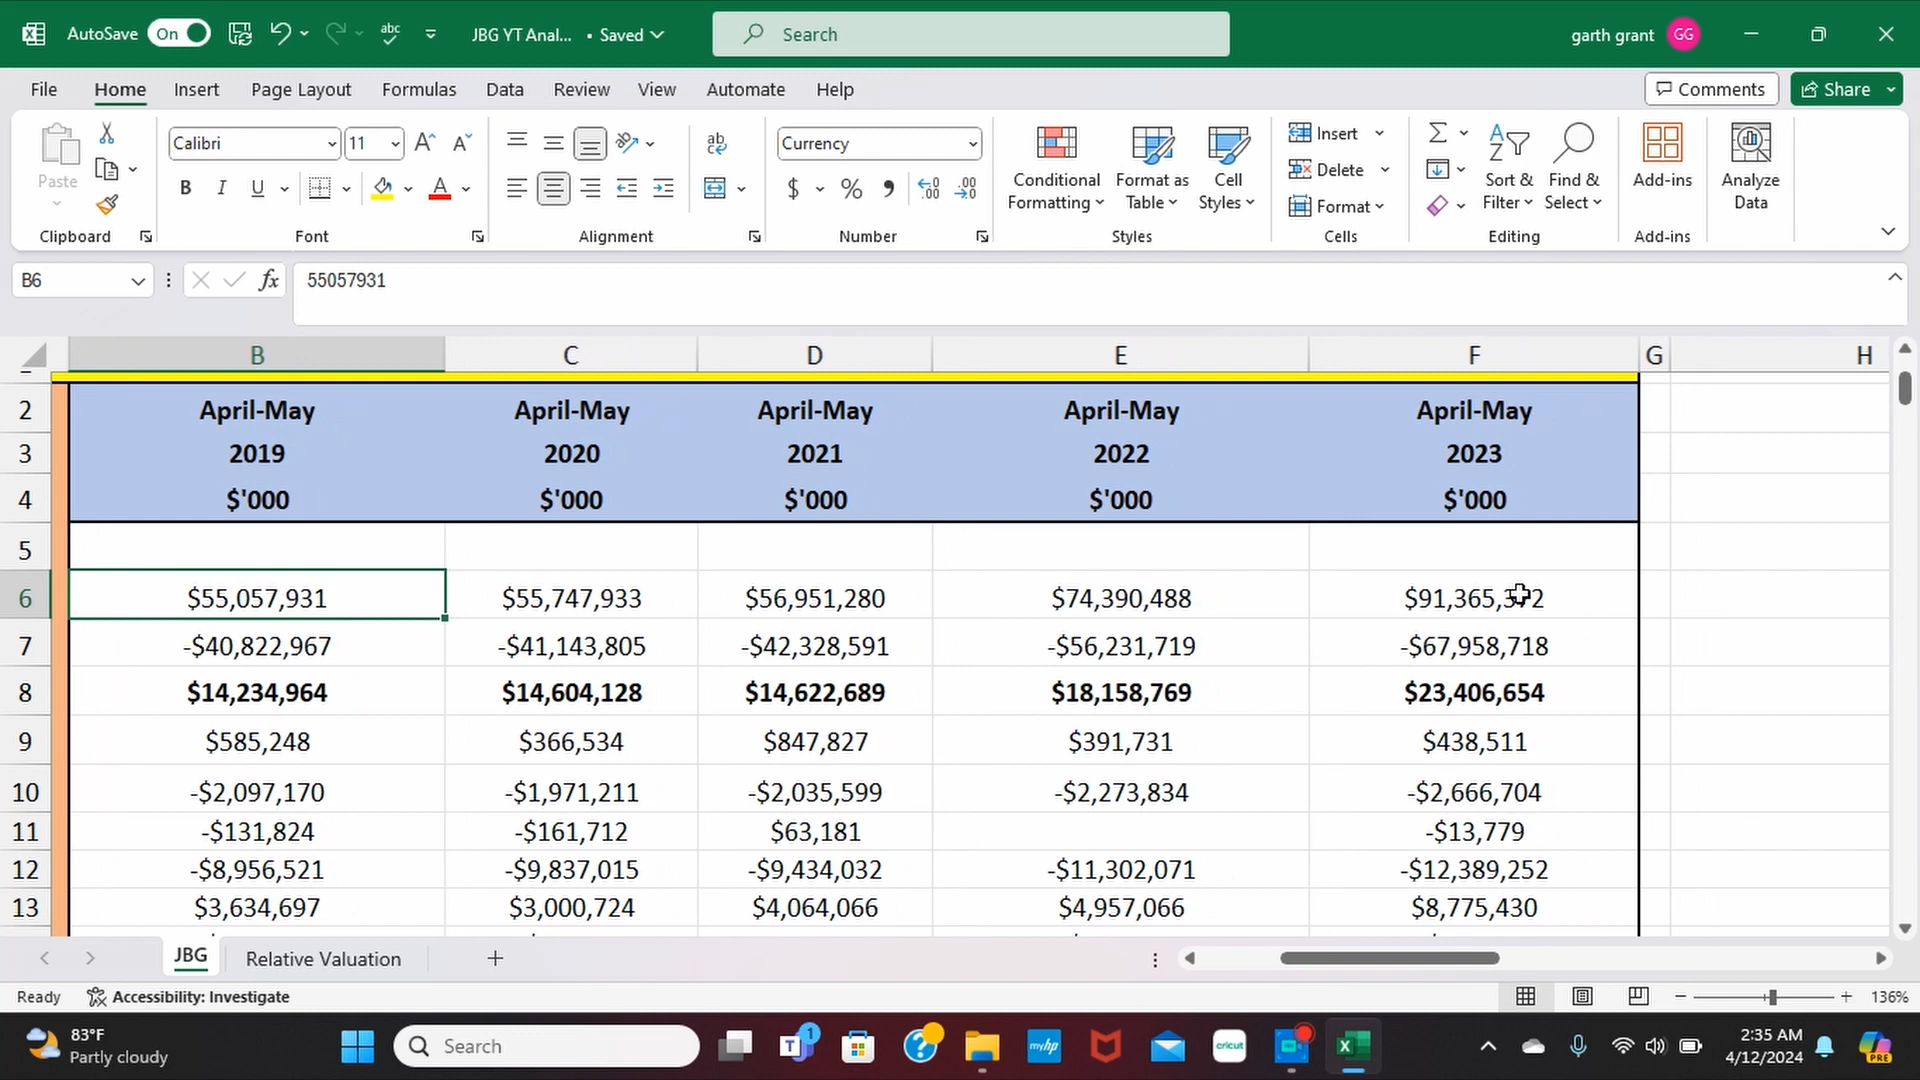 AutoSave On JBG YT Anal... • Saved Search garth grant GG
File Home Insert Page Layout Formulas Data Review View Automate Help Comments Share
Paste Calibri 11 Currency Conditional Formatting Format as Table Cell Styles Insert Delete Format Sort & Filter Find & Select Add-ins Analyze Data
Clipboard Font Alignment Number Styles Cells Editing Add-ins
B6 fx 55057931
B C D E F G H
2 April-May April-May April-May April-May April-May
3 2019 2020 2021 2022 2023
4 $'000 $'000 $'000 $'000 $'000
5
6 $55,057,931 $55,747,933 $56,951,280 $74,390,488
7 -$40,822,967 -$41,143,805 -$42,328,591 -$56,231,719 -$67,958,718
8 $14,234,964 $14,604,128 $14,622,689 $18,158,769 $23,406,654
9 $585,248 $366,534 $847,827 $391,731 $438,511
10 -$2,097,170 -$1,971,211 -$2,035,599 -$2,273,834 -$2,666,704
11 -$131,824 -$161,712 $63,181 -$13,779
12 -$8,956,521 -$9,837,015 -$9,434,032 -$11,302,071 -$12,389,252
13 $3,634,697 $3,000,724 $4,064,066 $4,957,066 $8,775,430
JBG Relative Valuation
Ready Accessibility: Investigate 136%
83°F Partly cloudy Search 1 myhp cricut 2:35 AM 4/12/2024 PRE